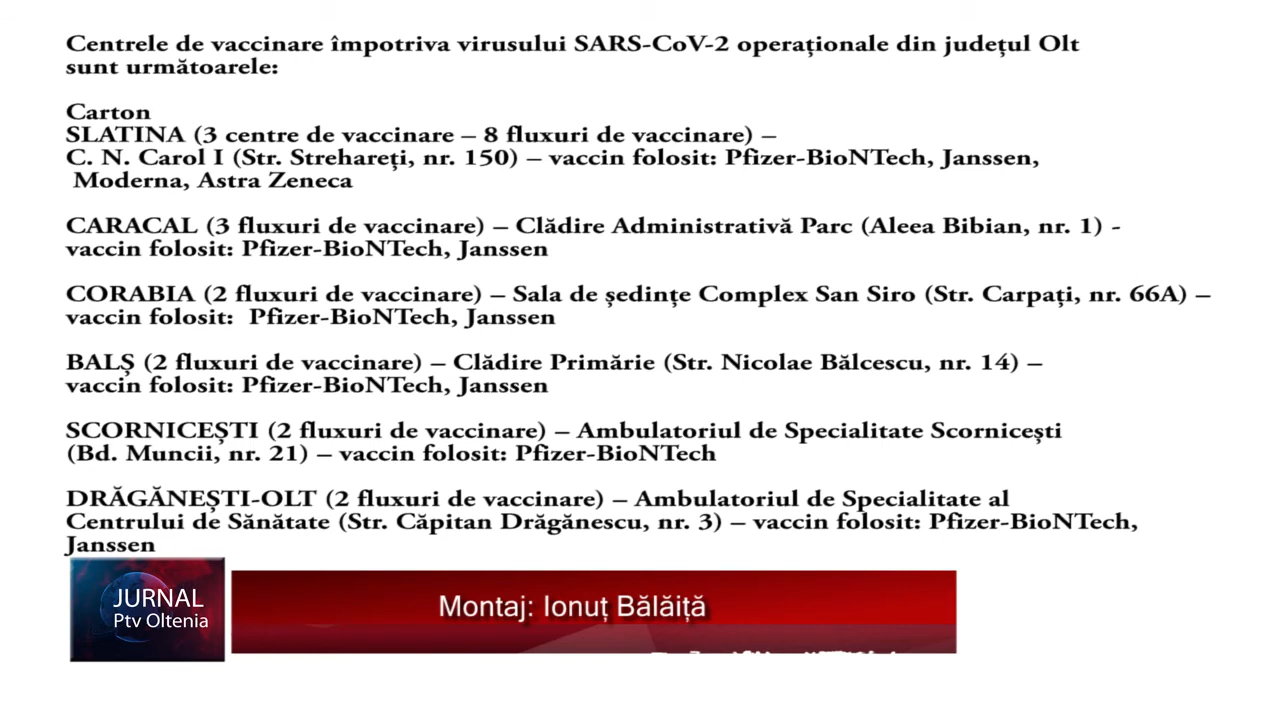 Centrele de vaccinare împotriva virusului SARS-CoV-2 operaționale din județul Olt
sunt următoarele:
Carton
SLATINA (3 centre de vaccinare – 8 fluxuri de vaccinare) –
C. N. Carol I (Str. Strehareți, nr. 150) – vaccin folosit: Pfizer-BioNTech, Janssen,
Moderna, Astra Zeneca
CARACAL (3 fluxuri de vaccinare) – Clădire Administrativă Parc (Aleea Bibian, nr. 1) -
vaccin folosit: Pfizer-BioNTech, Janssen
CORABIA (2 fluxuri de vaccinare) – Sala de ședințe Complex San Siro (Str. Carpați, nr. 66A) –
vaccin folosit:  Pfizer-BioNTech, Janssen
BALȘ (2 fluxuri de vaccinare) – Clădire Primărie (Str. Nicolae Bălcescu, nr. 14) –
vaccin folosit: Pfizer-BioNTech, Janssen
SCORNICEȘTI (2 fluxuri de vaccinare) – Ambulatoriul de Specialitate Scornicești
(Bd. Muncii, nr. 21) – vaccin folosit: Pfizer-BioNTech
DRĂGĂNEȘTI-OLT (2 fluxuri de vaccinare) – Ambulatoriul de Specialitate al
Centrului de Sănătate (Str. Căpitan Drăgănescu, nr. 3) – vaccin folosit: Pfizer-BioNTech,
Janssen
JURNAL
Ptv Oltenia
Montaj: Ionuț Bălăiță